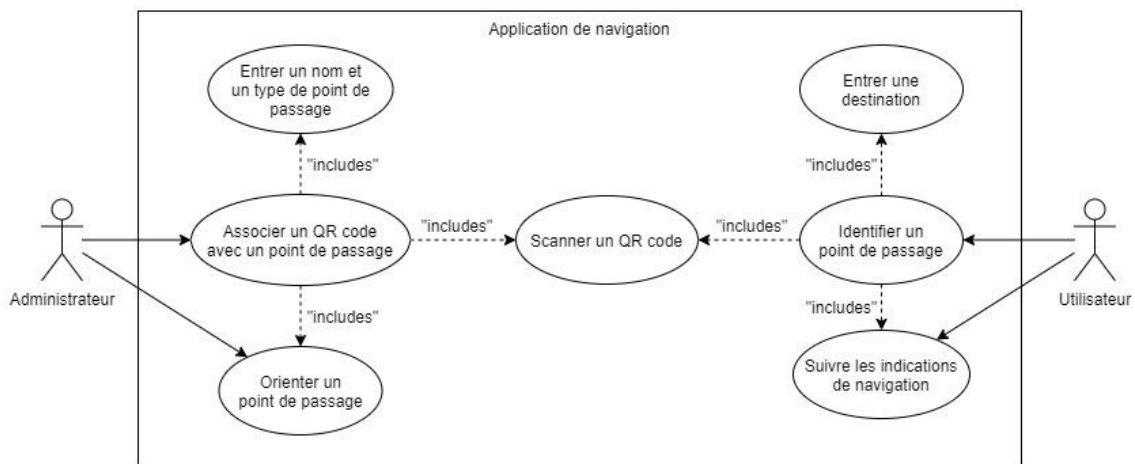 Application de navigation
Entrer un nom et
un type de point de
passage
Entrer une
destination
"includes"
"includes"
Associer un QR code
avec un point de passage
"includes"
Scanner un QR code
"includes"
Identifier un
point de passage
Administrateur
Utilisateur
"includes"
"includes"
Orienter un
point de passage
Suivre les indications
de navigation